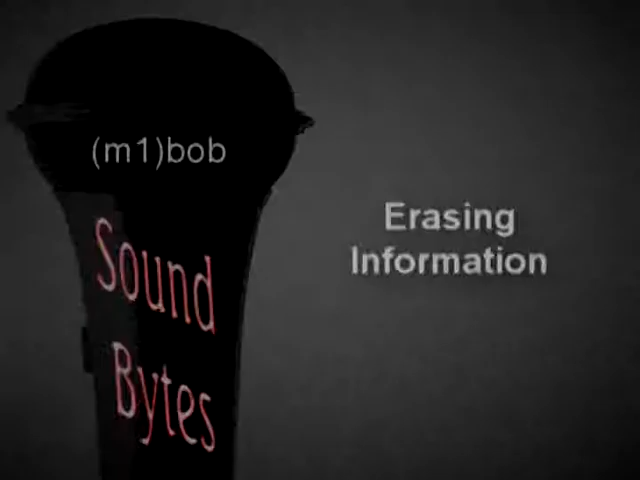 (m1)bob
Sound
Bytes
Erasing
Information